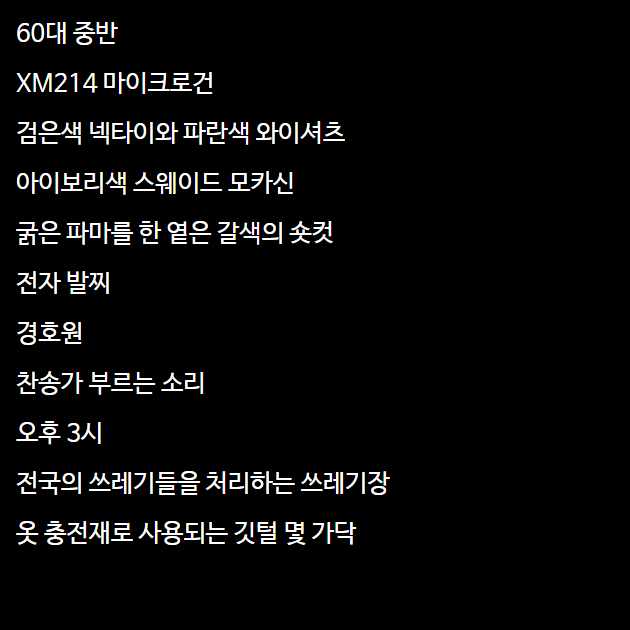 60대 중반
XM214 마이크로건
검은색 넥타이와 파란색 와이셔츠
아이보리색 스웨이드 모카신
굵은 파마를 한 옅은 갈색의 숏컷
전자 발찌
경호원
찬송가 부르는 소리
오후 3시
전국의 쓰레기들을 처리하는 쓰레기장
옷 충전재로 사용되는 깃털 몇 가닥